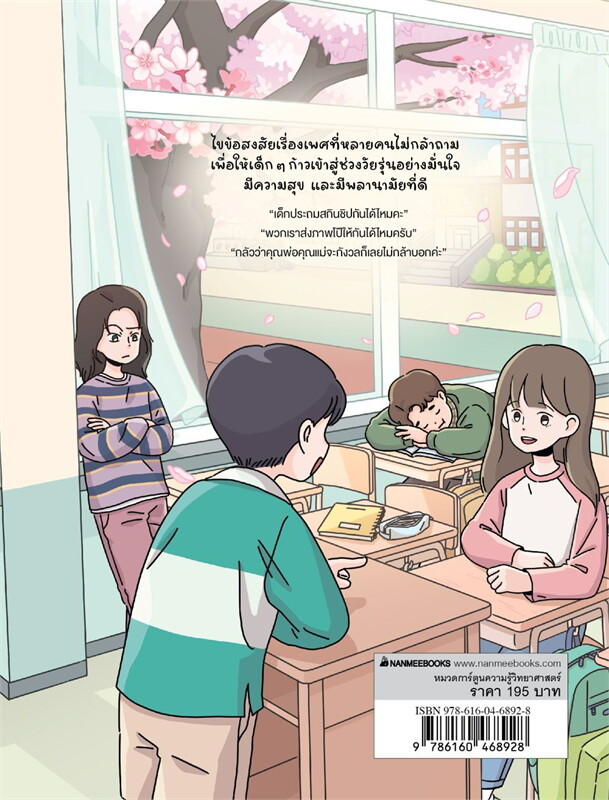 ไขข้อสงสัยเรื่องเพศที่หลายคนไม่กล้าถาม
เพื่อให้เด็ก ๆ ก้าวเข้าสู่ช่วงวัยรุ่นอย่างมั่นใจ
มีความสุข และมีพลานามัยที่ดี
“เด็กประถมสกินชิปกันได้ไหมคะ”
“พวกเราส่งภาพโป๊ให้กันได้ไหมครับ”
“กลัวว่าคุณพ่อคุณแม่จะกังวลก็เลยไม่กล้าบอกค่ะ”
NANMEEBOOKS www.nanmeebooks.com
หมวดการ์ตูนความรู้วิทยาศาสตร์
ราคา 195 บาท
ISBN 978-616-04-6892-8
9 786160 468928